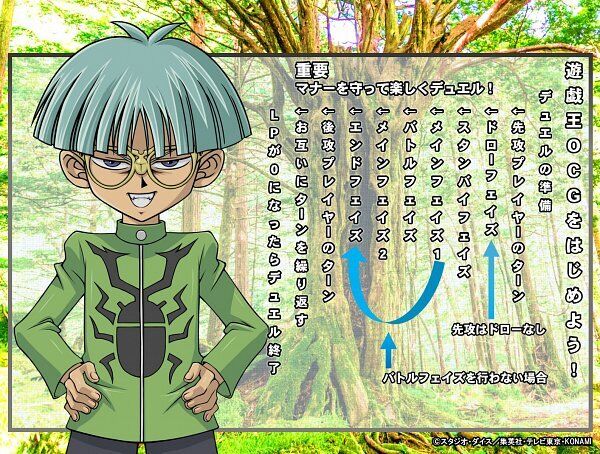 遊戯王OCGをはじめよう！
デュエルの準備
←先攻プレイヤーのターン
←ドローフェイズ
←スタンバイフェイズ
←メインフェイズ1
←バトルフェイズ
←メインフェイズ2
←エンドフェイズ
←後攻プレイヤーのターン
←お互いにターンを繰り返す
LPが0になったらデュエル終了
先攻はドローなし
バトルフェイズを行わない場合
重要
マナーを守って楽しくデュエル！
©スタジオ・ダイス／集英社・テレビ東京・KONAMI